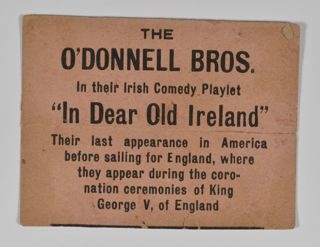 THE
O'DONNELL BROS.
In their Irish Comedy Playlet
"In Dear Old Ireland"
Their last appearance in America
before sailing for England, where
they appear during the coro-
nation ceremonies of King
George V, of England